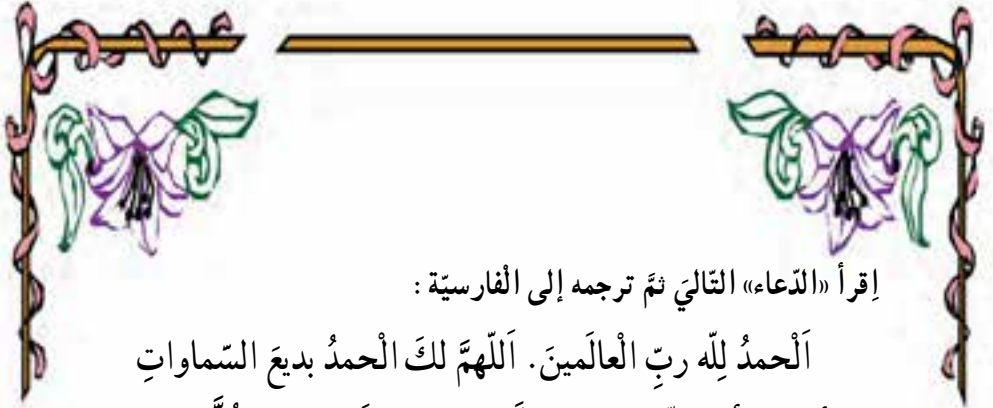 اِقرأ «الدّعاء» التّاليَ ثمَّ ترجمه إلى الْفارسيّة :
اَلْحمدُ لِلّه ربِّ الْعالَمينَ. اَللّهمَّ لكَ الْحمدُ بديعَ السّماواتِ